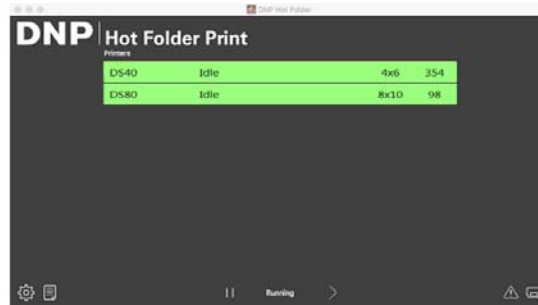 DNP Hot Folder
DNP Hot Folder Print
Printers
DS40 Idle 4x6 354
DS80 Idle 8x10 98
Running